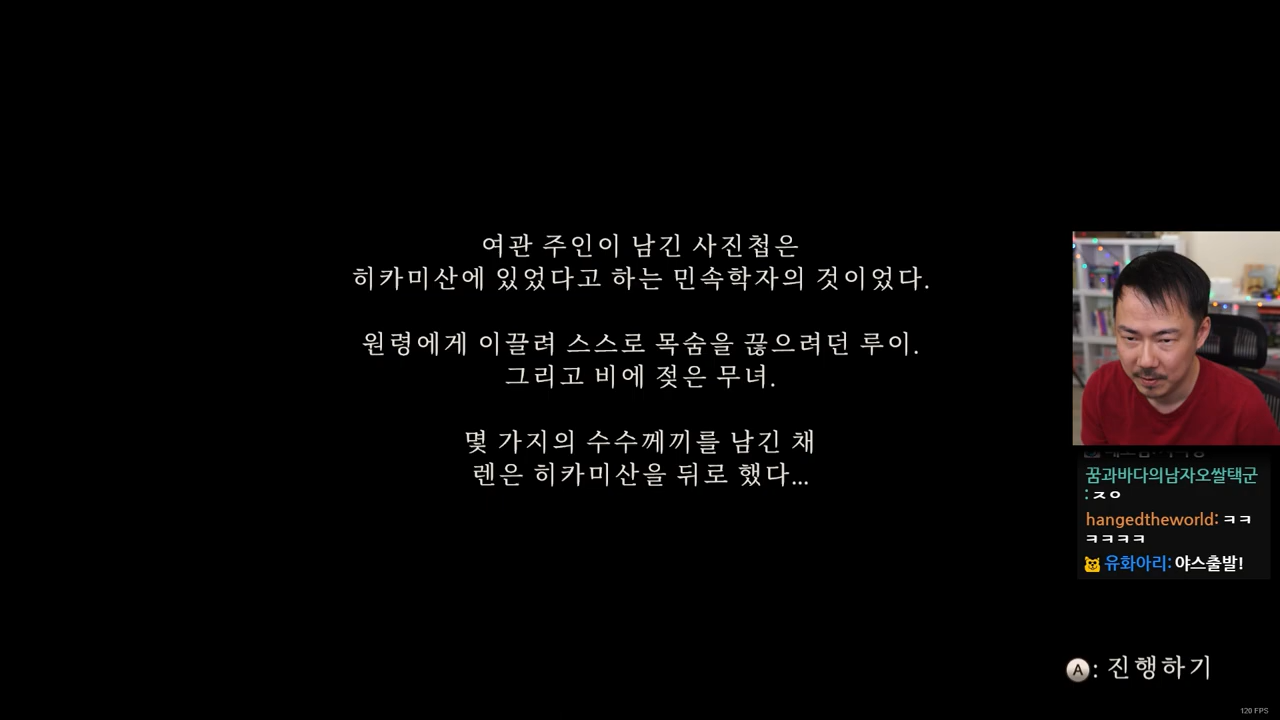 여관 주인이 남긴 사진첩은
히카미산에 있었다고 하는 민속학자의 것이었다.
원령에게 이끌려 스스로 목숨을 끊으려던 루이.
그리고 비에 젖은 무녀.
몇 가지의 수수께끼를 남긴 채
렌은 히카미산을 뒤로 했다...
꿈과바다의남자오쌀택군
: ㅈㅇ
hangedtheworld: ㅋㅋ
ㅋㅋㅋㅋ
유화아리: 야스출발!
A: 진행하기
120 FPS